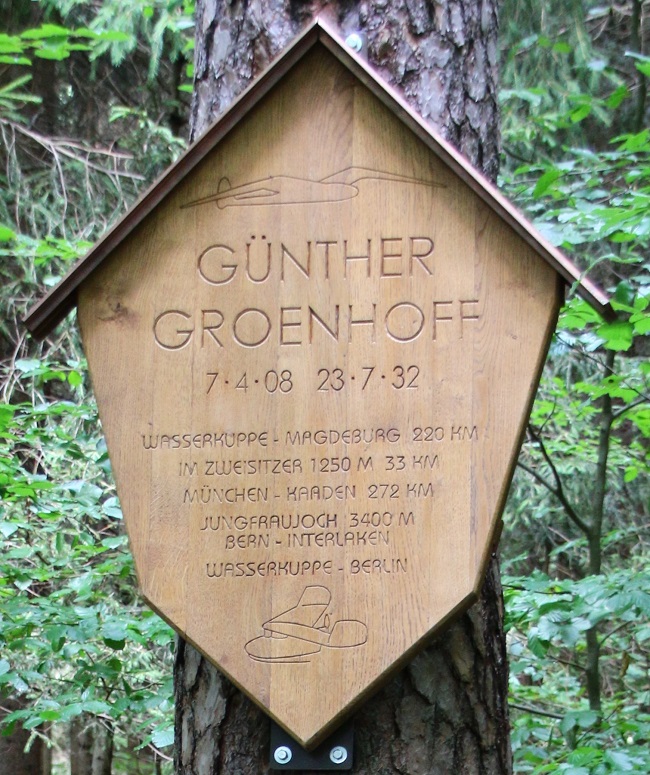 GÜNTHER
GROENHOFF
7·4·08 23·7·32
WASSERKUPPE - MAGDEBURG 220 KM
IM ZWEISITZER 1250 M 33 KM
MÜNCHEN - KAADEN 272 KM
JUNGFRAUJOCH 3400 M
BERN - INTERLAKEN
WASSERKUPPE - BERLIN